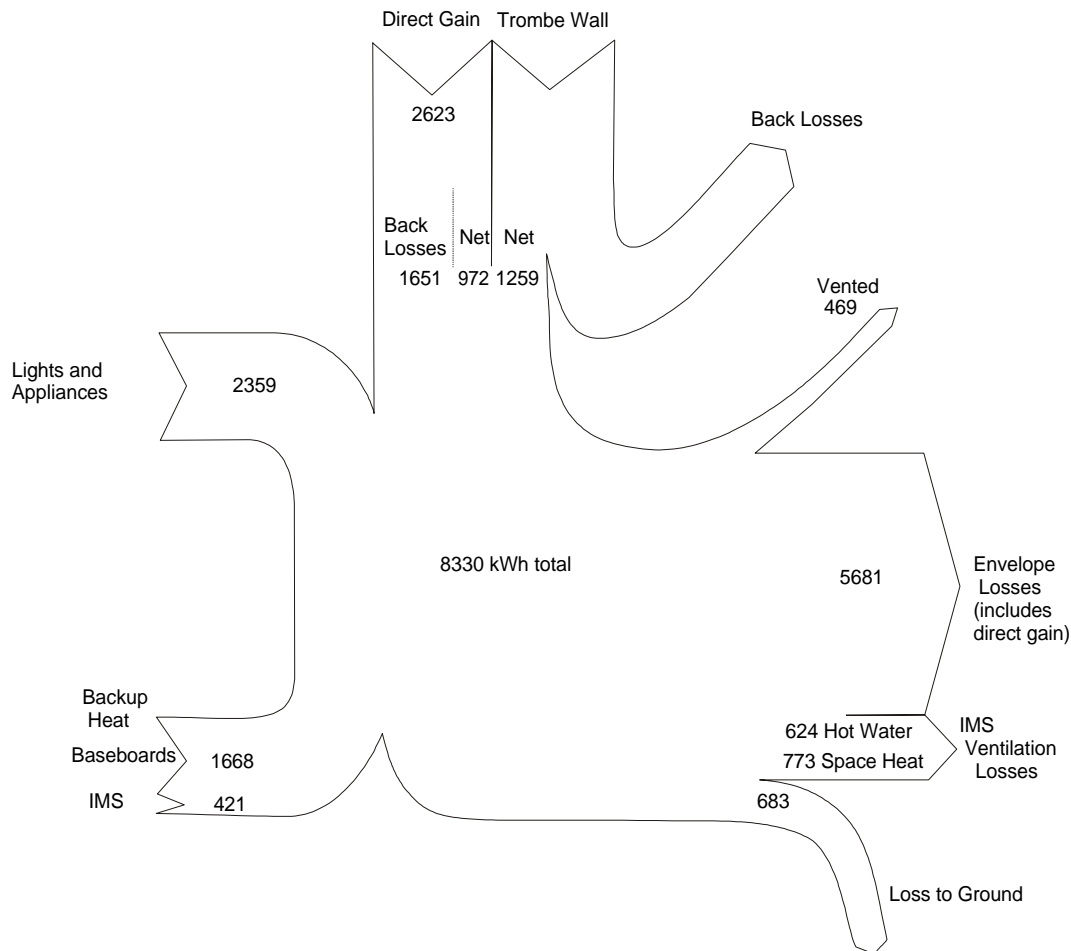 Direct Gain
Trombe Wall
2623
Back Losses
Back
Losses
Net
Net
1651
972
1259
Vented
469
Lights and
Appliances
2359
8330 kWh total
5681
Envelope
Losses
(includes
direct gain)
Backup
Heat
Baseboards
1668
IMS
421
624 Hot Water
773 Space Heat
IMS
Ventilation
Losses
683
Loss to Ground